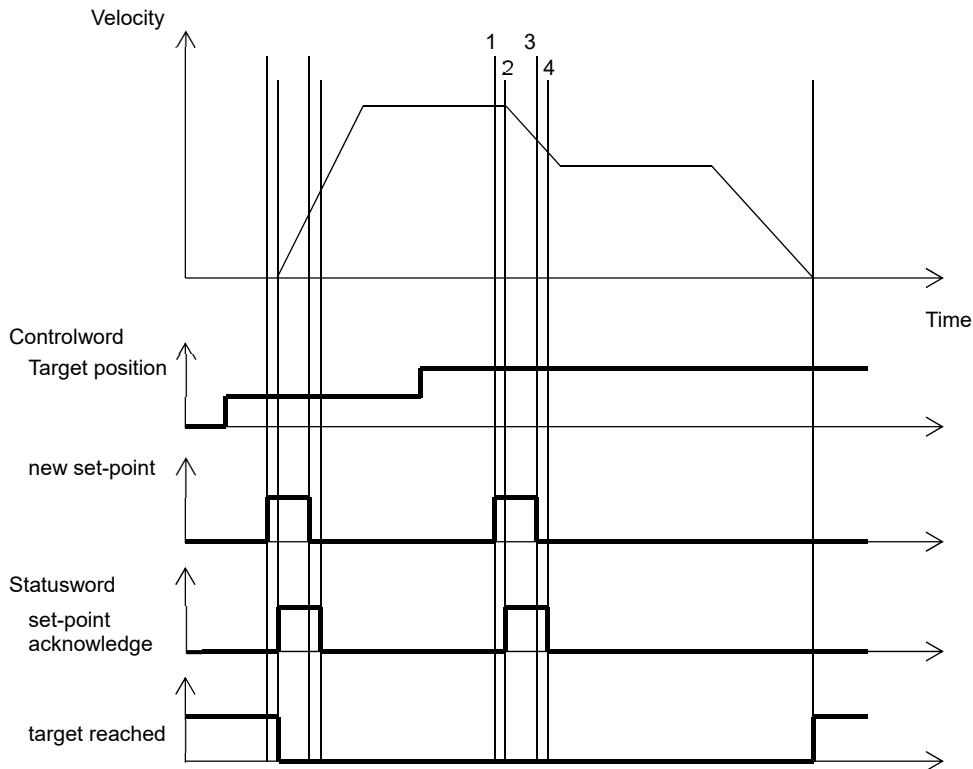 Velocity
1
3
2
4
Time
Controlword
Target position
new set-point
Statusword
set-point
acknowledge
target reached